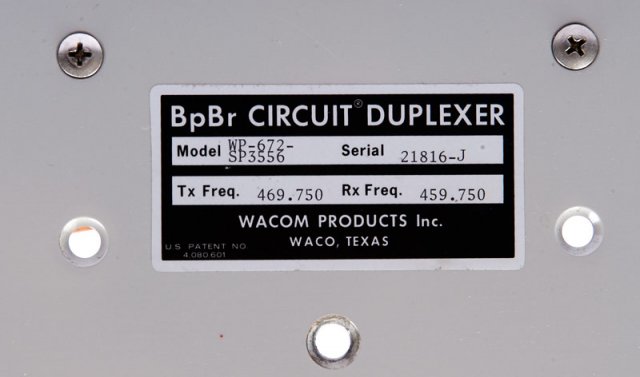 BpBr CIRCUIT® DUPLEXER
Model WP-672-SP3556 Serial 21816-J
Tx Freq. 469.750 Rx Freq. 459.750
WACOM PRODUCTS Inc.
WACO, TEXAS
U.S. PATENT NO.
4,080,601